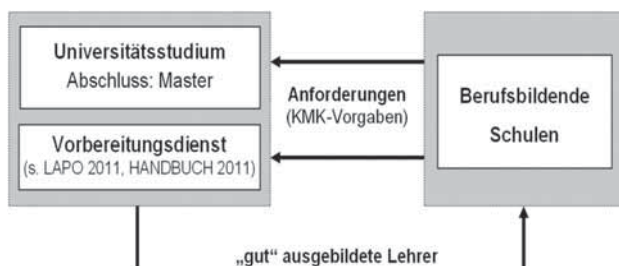 Universitätsstudium
Abschluss: Master
Vorbereitungsdienst
(s. LAPO 2011, HANDBUCH 2011)
Anforderungen
(KMK-Vorgaben)
Berufsbildende
Schulen
„gut“ ausgebildete Lehrer